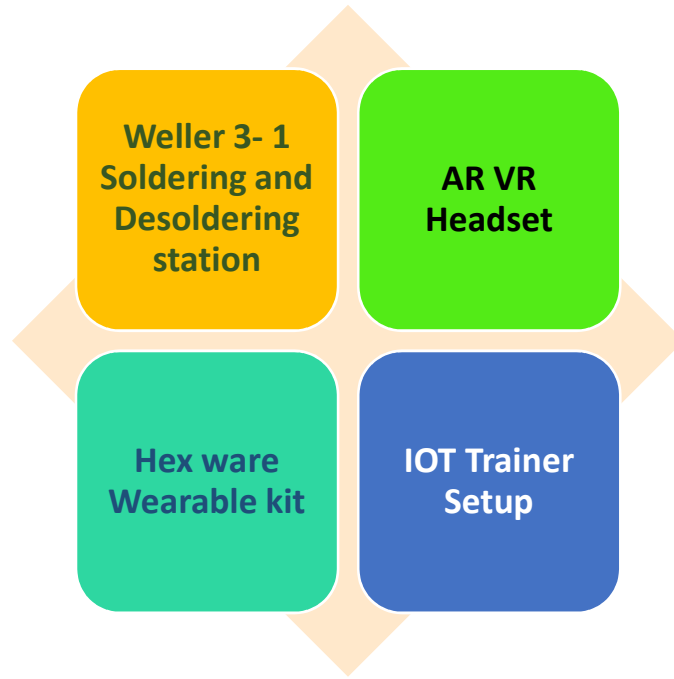 Weller 3- 1
Soldering and
Desoldering
station
AR VR
Headset
Hex ware
Wearable kit
IOT Trainer
Setup